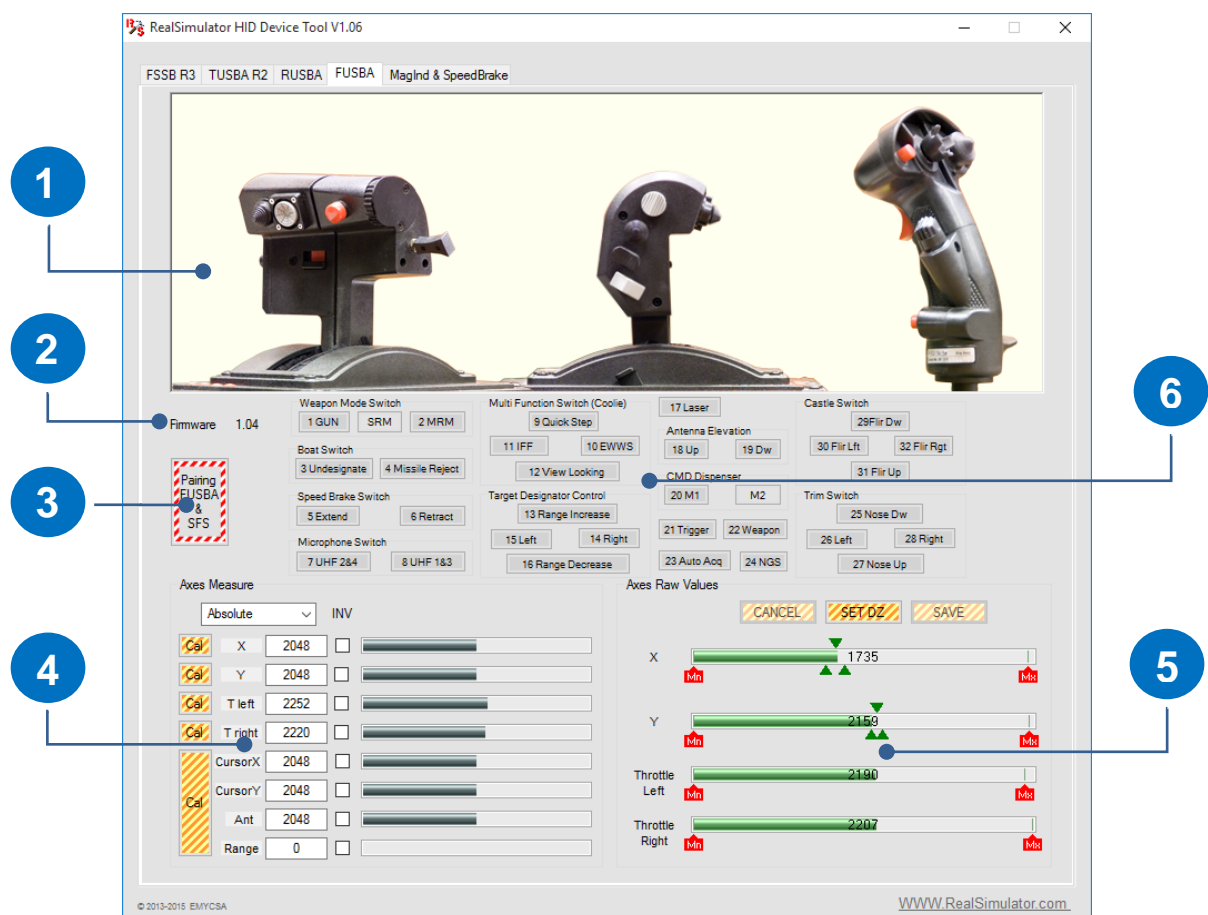 RealSimulator HID Device Tool V1.06
FSSB R3 TUSBA R2 RUSBA FUSBA MagInd & SpeedBrake
1
2
3
4
5
6
Firmware 1.04
Pairing
FUSBA
&
SFS
Weapon Mode Switch
1 GUN SRM 2 MRM
Boat Switch
3 Undesignate 4 Missile Reject
Speed Brake Switch
5 Extend 6 Retract
Microphone Switch
7 UHF 2&4 8 UHF 1&3
Multi Function Switch (Coolie)
9 Quick Step
11 IFF 10 EWWS
12 View Looking
Target Designator Control
13 Range Increase
15 Left 14 Right
16 Range Decrease
17 Laser
Antenna Elevation
18 Up 19 Dw
CMD Dispenser
20 M1 M2
21 Trigger 22 Weapon
23 Auto Acq 24 NGS
Castle Switch
29Flir Dw
30 Flir Lft 32 Flir Rgt
31 Flir Up
Trim Switch
25 Nose Dw
26 Left 28 Right
27 Nose Up
Axes Measure
Absolute INV
Cal X 2048
Cal Y 2048
Cal T left 2252
Cal T right 2220
CursorX 2048
CursorY 2048
Cal
Ant 2048
Range 0
Axes Raw Values
CANCEL SET DZ SAVE
X 1735
Mn Mx
Y 2159
Mn Mx
Throttle
Left 2190
Mn Mx
Throttle
Right 2207
Mn Mx
© 2013-2015 EMYCSA
WWW.RealSimulator.com